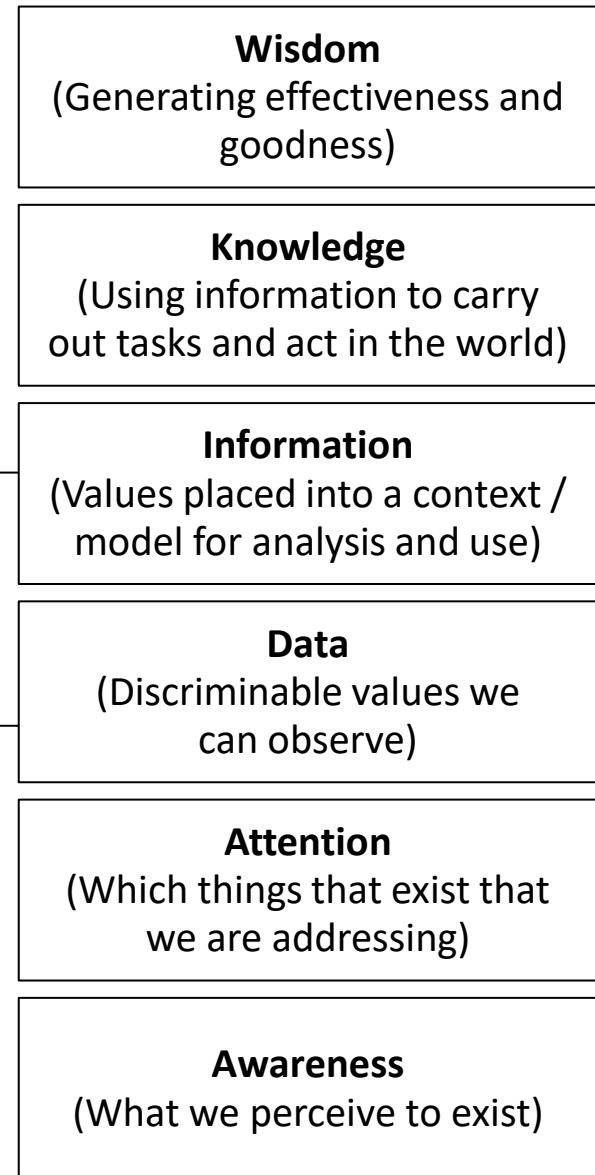 Wisdom
(Generating effectiveness and
goodness)
Knowledge
(Using information to carry
out tasks and act in the world)
Information
(Values placed into a context /
model for analysis and use)
Data
(Discriminable values we
can observe)
Attention
(Which things that exist that
we are addressing)
Awareness
(What we perceive to exist)